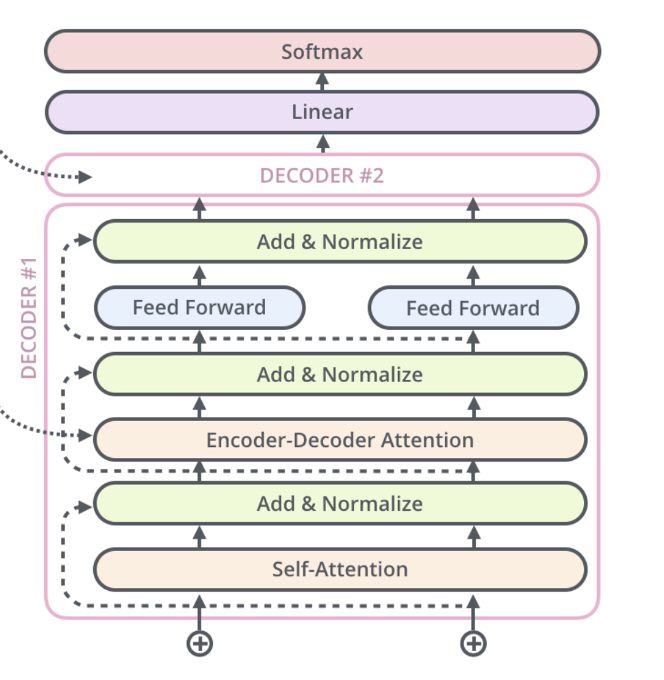 Softmax
Linear
DECODER #2
DECODER #1
Add & Normalize
Feed Forward
Feed Forward
Add & Normalize
Encoder-Decoder Attention
Add & Normalize
Self-Attention